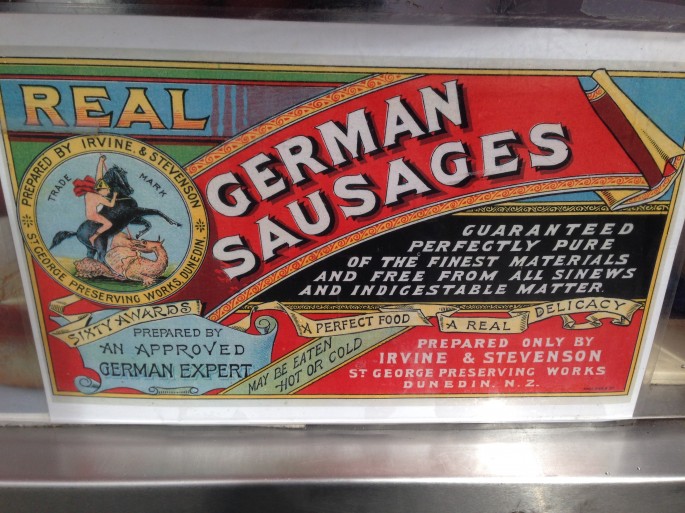 REAL
GERMAN
SAUSAGES
PREPARED BY IRVINE & STEVENSON
ST GEORGE PRESERVING WORKS DUNEDIN.
TRADE MARK
GUARANTEED
PERFECTLY PURE
OF THE FINEST MATERIALS
AND FREE FROM ALL SINEWS
AND INDIGESTABLE MATTER.
SIXTY AWARDS
PREPARED BY
AN APPROVED
GERMAN EXPERT
MAY BE EATEN
HOT OR COLD
A PERFECT FOOD
A REAL DELICACY
PREPARED ONLY BY
IRVINE & STEVENSON
ST GEORGE PRESERVING WORKS
DUNEDIN. N.Z.